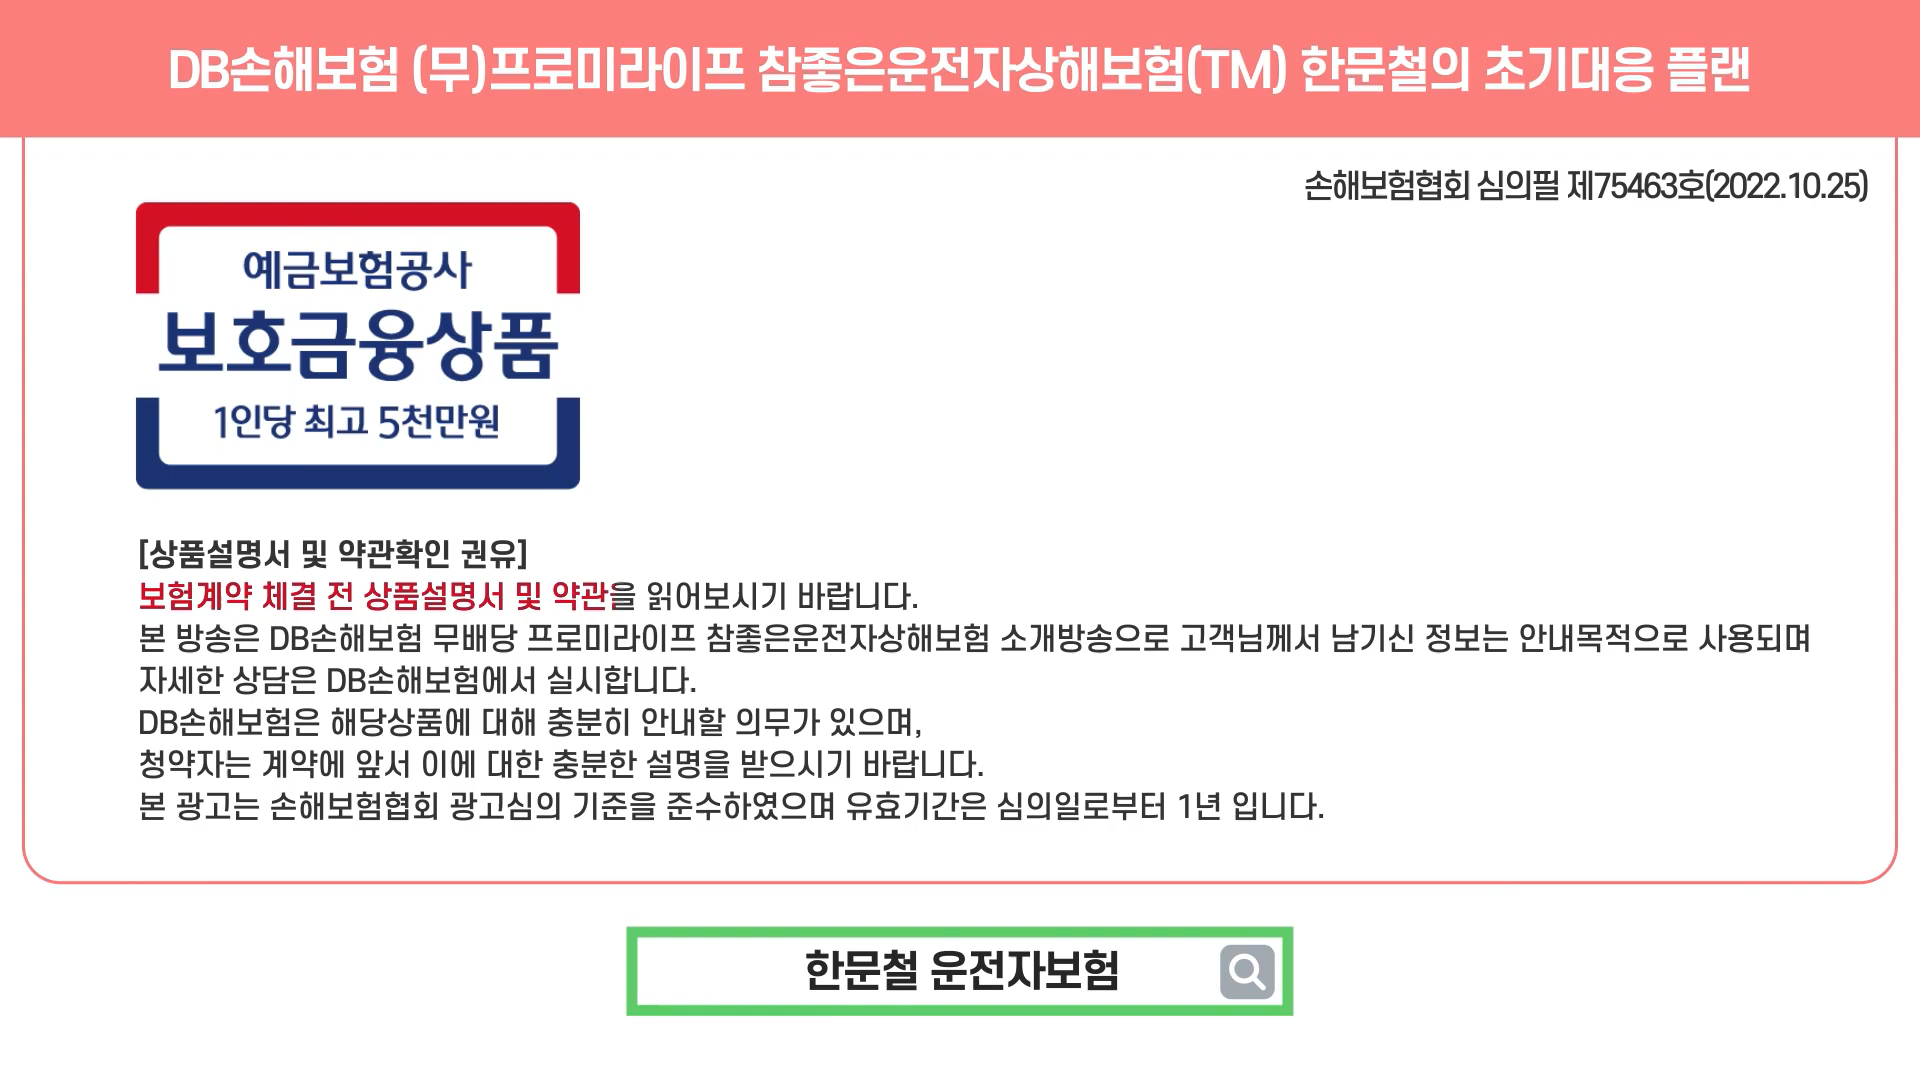 DB손해보험 (무)프로미라이프 참좋은운전자상해보험(TM) 한문철의 초기대응 플랜
손해보험협회 심의필 제75463호(2022.10.25)
예금보험공사
보호금융상품
1인당 최고 5천만원
[상품설명서 및 약관확인 권유]
보험계약 체결 전 상품설명서 및 약관을 읽어보시기 바랍니다.
본 방송은 DB손해보험 무배당 프로미라이프 참좋은운전자상해보험 소개방송으로 고객님께서 남기신 정보는 안내목적으로 사용되며
자세한 상담은 DB손해보험에서 실시합니다.
DB손해보험은 해당상품에 대해 충분히 안내할 의무가 있으며,
청약자는 계약에 앞서 이에 대한 충분한 설명을 받으시기 바랍니다.
본 광고는 손해보험협회 광고심의 기준을 준수하였으며 유효기간은 심의일로부터 1년 입니다.
한문철 운전자보험